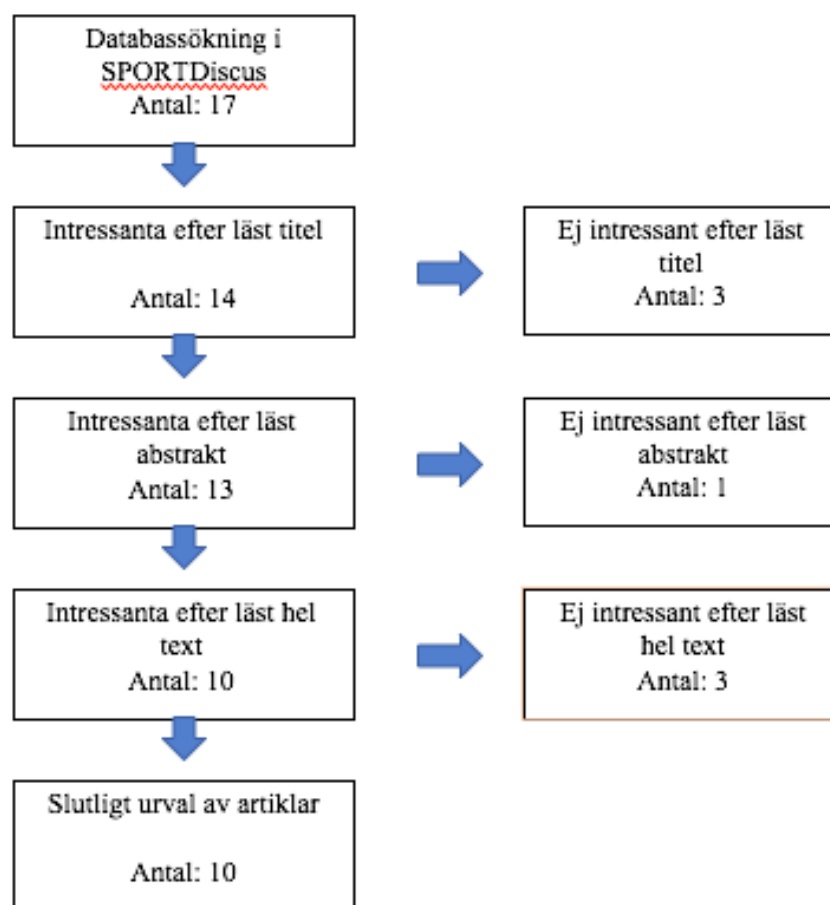 Databassökning i
SPORTDiscus
Antal: 17
Intressanta efter läst titel
Antal: 14
Ej intressant efter läst
titel
Antal: 3
Intressanta efter läst
abstrakt
Antal: 13
Ej intressant efter läst
abstrakt
Antal: 1
Intressanta efter läst hel
text
Antal: 10
Ej intressant efter läst
hel text
Antal: 3
Slutligt urval av artiklar
Antal: 10